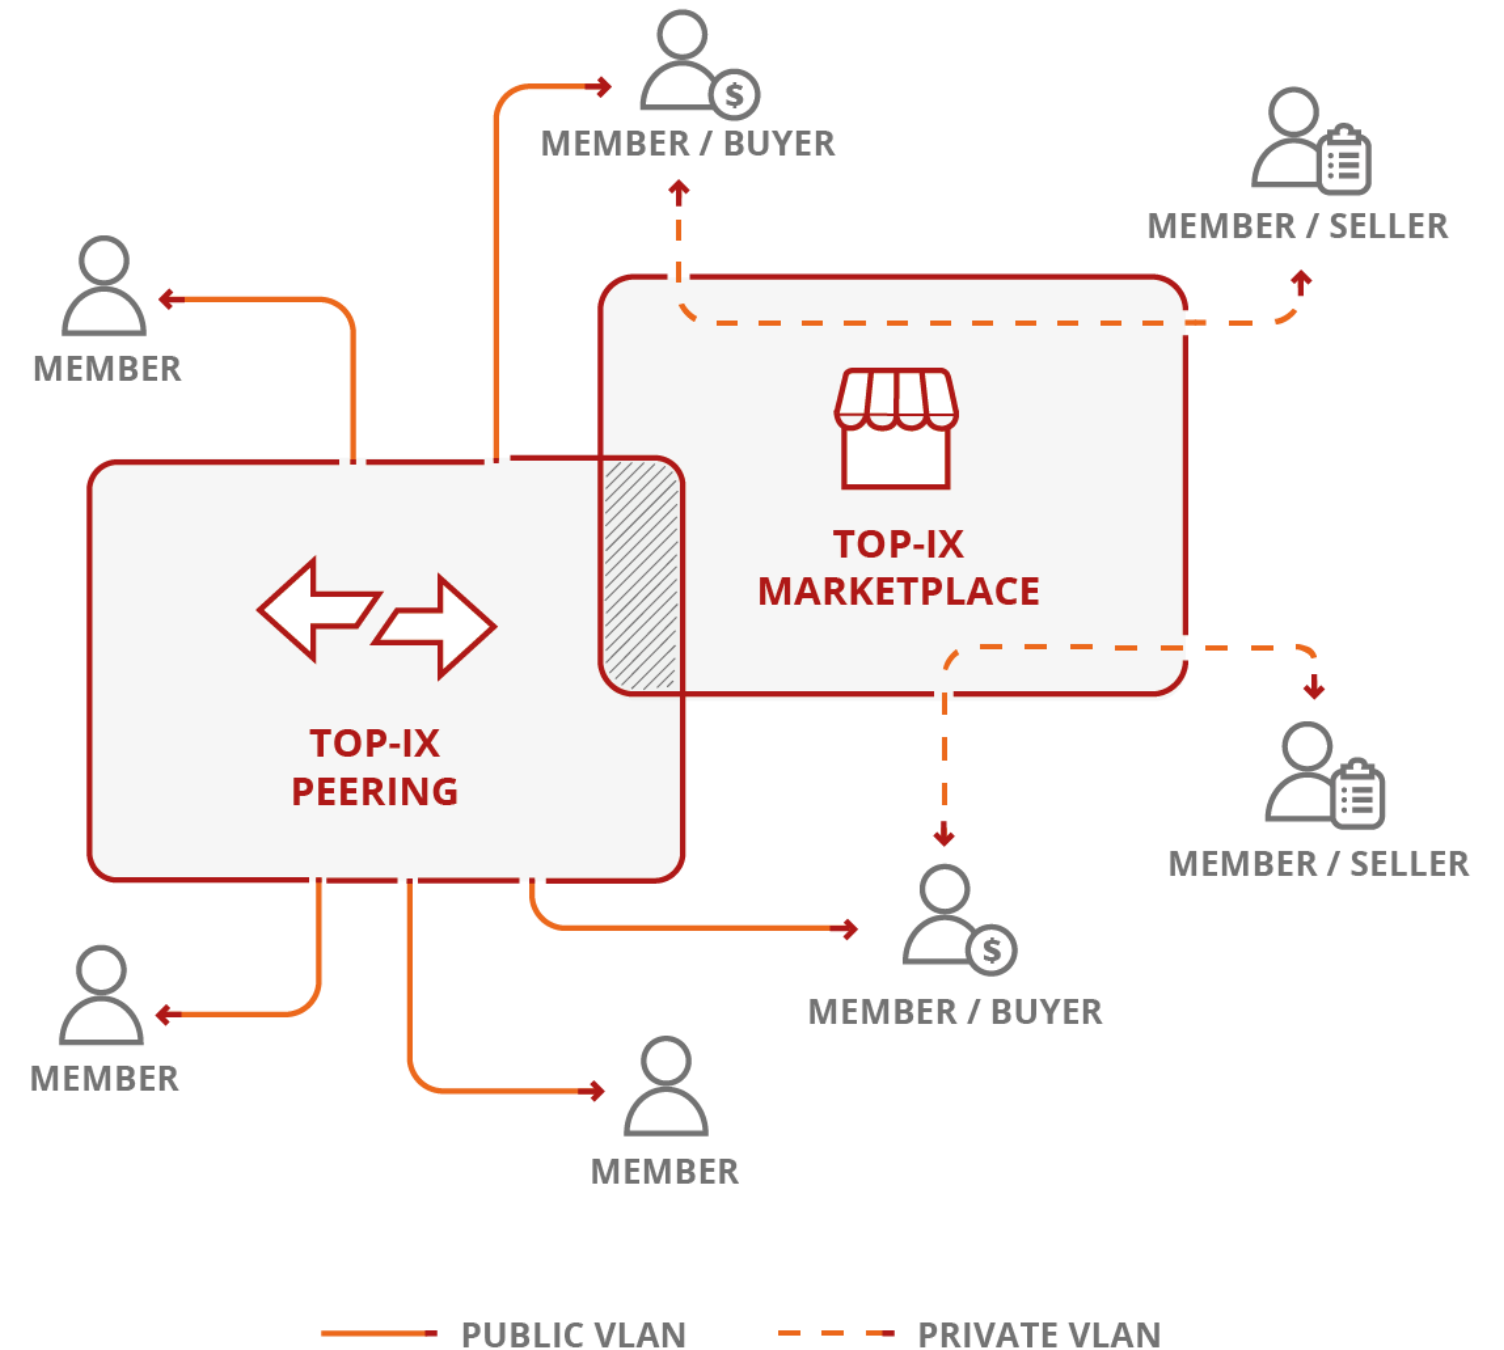 $
MEMBER / BUYER
MEMBER / SELLER
MEMBER
TOP-IX
MARKETPLACE
TOP-IX
PEERING
MEMBER / SELLER
$
MEMBER / BUYER
MEMBER
MEMBER
PUBLIC VLAN
PRIVATE VLAN